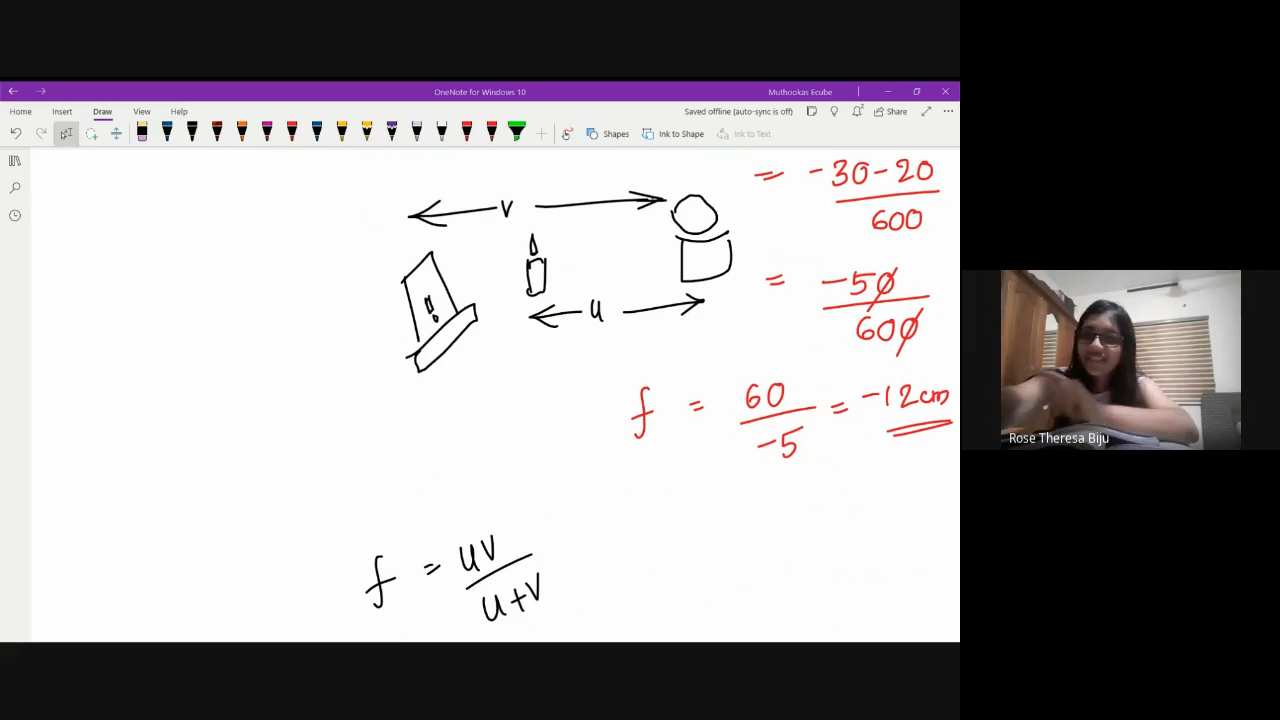 OneNote for Windows 10
Muthookas Ecube
Home Insert Draw View Help
Saved offline (auto-sync is off)
Share
Shapes
Ink to Shape
Ink to Text
= -30-20
600
v
= -50
600
u
f = 60 = -12cm
-5
Rose Theresa Biju
f = uv
u+v